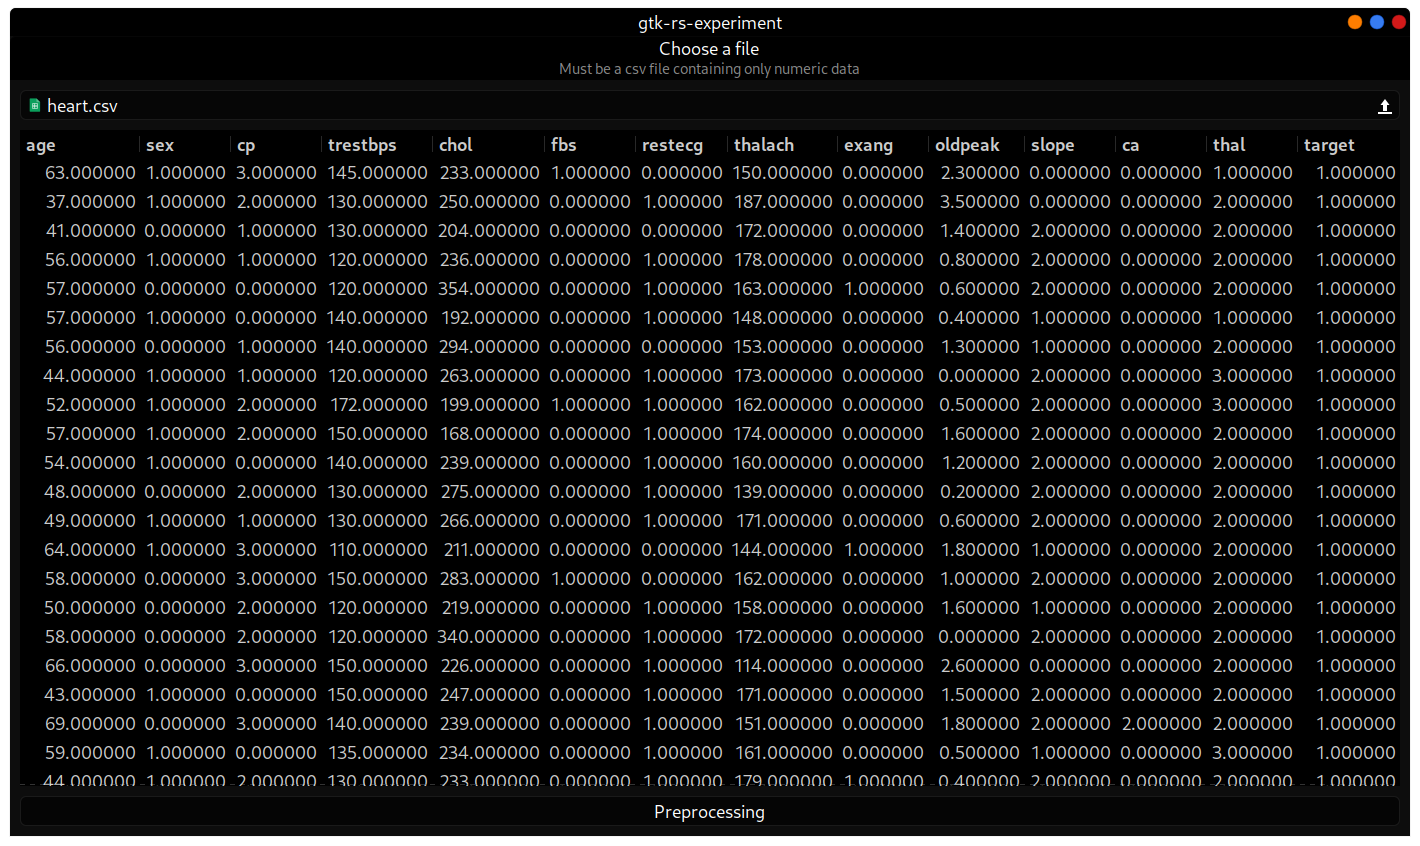 gtk-rs-experiment
Choose a file
Must be a csv file containing only numeric data
heart.csv
age sex cp trestbps chol fbs restecg thalach exang oldpeak slope ca thal target
63.000000 1.000000 3.000000 145.000000 233.000000 1.000000 0.000000 150.000000 0.000000 2.300000 0.000000 0.000000 1.000000 1.000000
37.000000 1.000000 2.000000 130.000000 250.000000 0.000000 1.000000 187.000000 0.000000 3.500000 0.000000 0.000000 2.000000 1.000000
41.000000 0.000000 1.000000 130.000000 204.000000 0.000000 0.000000 172.000000 0.000000 1.400000 2.000000 0.000000 2.000000 1.000000
56.000000 1.000000 1.000000 120.000000 236.000000 0.000000 1.000000 178.000000 0.000000 0.800000 2.000000 0.000000 2.000000 1.000000
57.000000 0.000000 0.000000 120.000000 354.000000 0.000000 1.000000 163.000000 1.000000 0.600000 2.000000 0.000000 2.000000 1.000000
57.000000 1.000000 0.000000 140.000000 192.000000 0.000000 1.000000 148.000000 0.000000 0.400000 1.000000 0.000000 1.000000 1.000000
56.000000 0.000000 1.000000 140.000000 294.000000 0.000000 0.000000 153.000000 0.000000 1.300000 1.000000 0.000000 2.000000 1.000000
44.000000 1.000000 1.000000 120.000000 263.000000 0.000000 1.000000 173.000000 0.000000 0.000000 2.000000 0.000000 3.000000 1.000000
52.000000 1.000000 2.000000 172.000000 199.000000 1.000000 1.000000 162.000000 0.000000 0.500000 2.000000 0.000000 3.000000 1.000000
57.000000 1.000000 2.000000 150.000000 168.000000 0.000000 1.000000 174.000000 0.000000 1.600000 2.000000 0.000000 2.000000 1.000000
54.000000 1.000000 0.000000 140.000000 239.000000 0.000000 1.000000 160.000000 0.000000 1.200000 2.000000 0.000000 2.000000 1.000000
48.000000 0.000000 2.000000 130.000000 275.000000 0.000000 1.000000 139.000000 0.000000 0.200000 2.000000 0.000000 2.000000 1.000000
49.000000 1.000000 1.000000 130.000000 266.000000 0.000000 1.000000 171.000000 0.000000 0.600000 2.000000 0.000000 2.000000 1.000000
64.000000 1.000000 3.000000 110.000000 211.000000 0.000000 0.000000 144.000000 1.000000 1.800000 1.000000 0.000000 2.000000 1.000000
58.000000 0.000000 3.000000 150.000000 283.000000 1.000000 0.000000 162.000000 0.000000 1.000000 2.000000 0.000000 2.000000 1.000000
50.000000 0.000000 2.000000 120.000000 219.000000 0.000000 1.000000 158.000000 0.000000 1.600000 1.000000 0.000000 2.000000 1.000000
58.000000 0.000000 2.000000 120.000000 340.000000 0.000000 1.000000 172.000000 0.000000 0.000000 2.000000 0.000000 2.000000 1.000000
66.000000 0.000000 3.000000 150.000000 226.000000 0.000000 1.000000 114.000000 0.000000 2.600000 0.000000 0.000000 2.000000 1.000000
43.000000 1.000000 0.000000 150.000000 247.000000 0.000000 1.000000 171.000000 0.000000 1.500000 2.000000 0.000000 2.000000 1.000000
69.000000 0.000000 3.000000 140.000000 239.000000 0.000000 1.000000 151.000000 0.000000 1.800000 2.000000 2.000000 2.000000 1.000000
59.000000 1.000000 0.000000 135.000000 234.000000 0.000000 1.000000 161.000000 0.000000 0.500000 1.000000 0.000000 3.000000 1.000000
44.000000 1.000000 2.000000 130.000000 233.000000 0.000000 1.000000 179.000000 1.000000 0.400000 2.000000 0.000000 2.000000 1.000000
Preprocessing